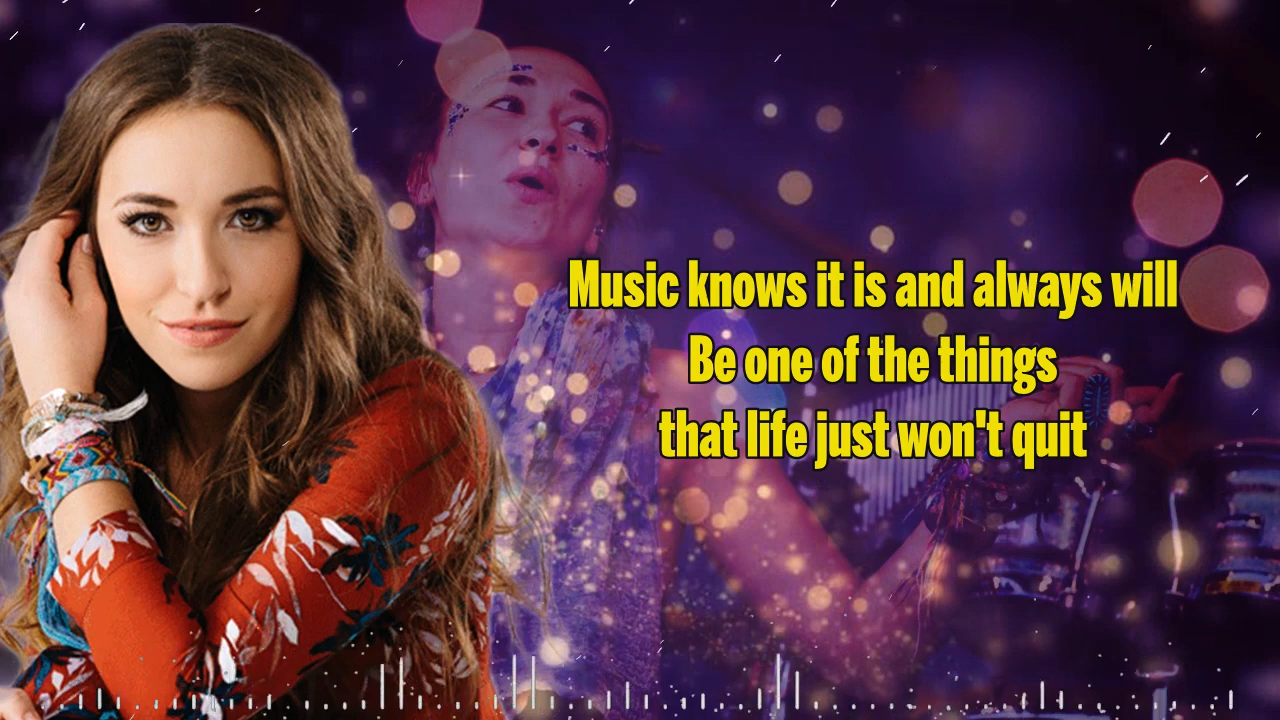 Music knows it is and always will
Be one of the things
that life just won't quit